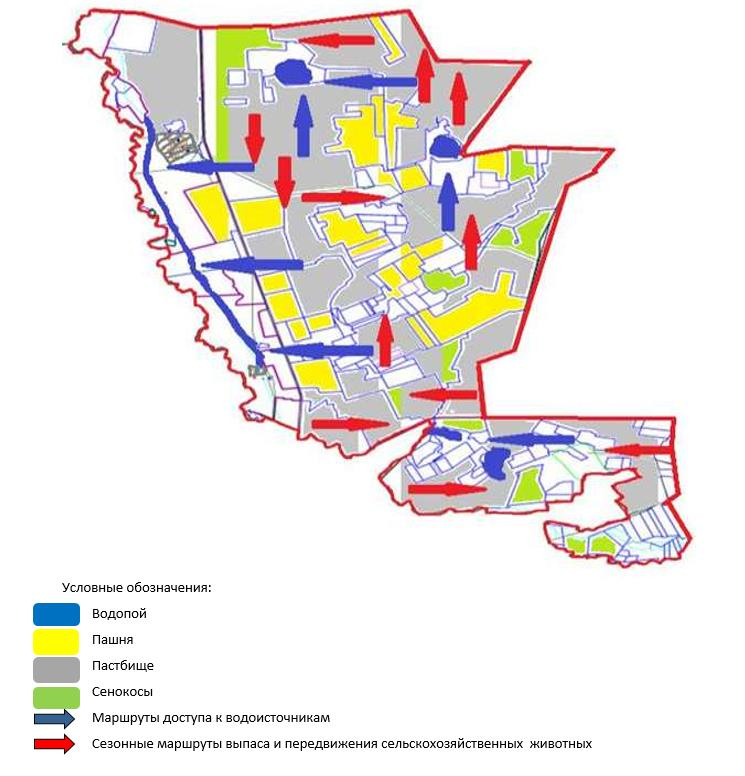 Условные обозначения:
Водопой
Пашня
Пастбище
Сенокосы
Маршруты доступа к водоисточникам
Сезонные маршруты выпаса и передвижения сельскохозяйственных животных